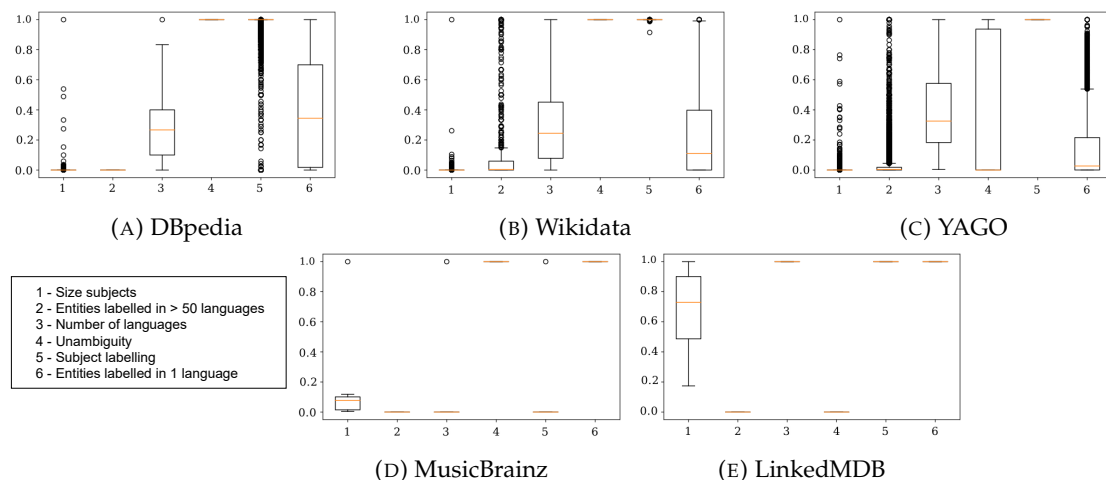 1.0 1.0 1.0
0.8 0.8 0.8
0.6 0.6 0.6
0.4 0.4 0.4
0.2 0.2 0.2
0.0 0.0 0.0
1 2 3 4 5 6 1 2 3 4 5 6 1 2 3 4 5 6
(A) DBpedia (B) Wikidata (C) YAGO
1 - Size subjects
2 - Entities labelled in > 50 languages
3 - Number of languages
4 - Unambiguity
5 - Subject labelling
6 - Entities labelled in 1 language
1.0 1.0
0.8 0.8
0.6 0.6
0.4 0.4
0.2 0.2
0.0 0.0
1 2 3 4 5 6 1 2 3 4 5 6
(D) MusicBrainz (E) LinkedMDB